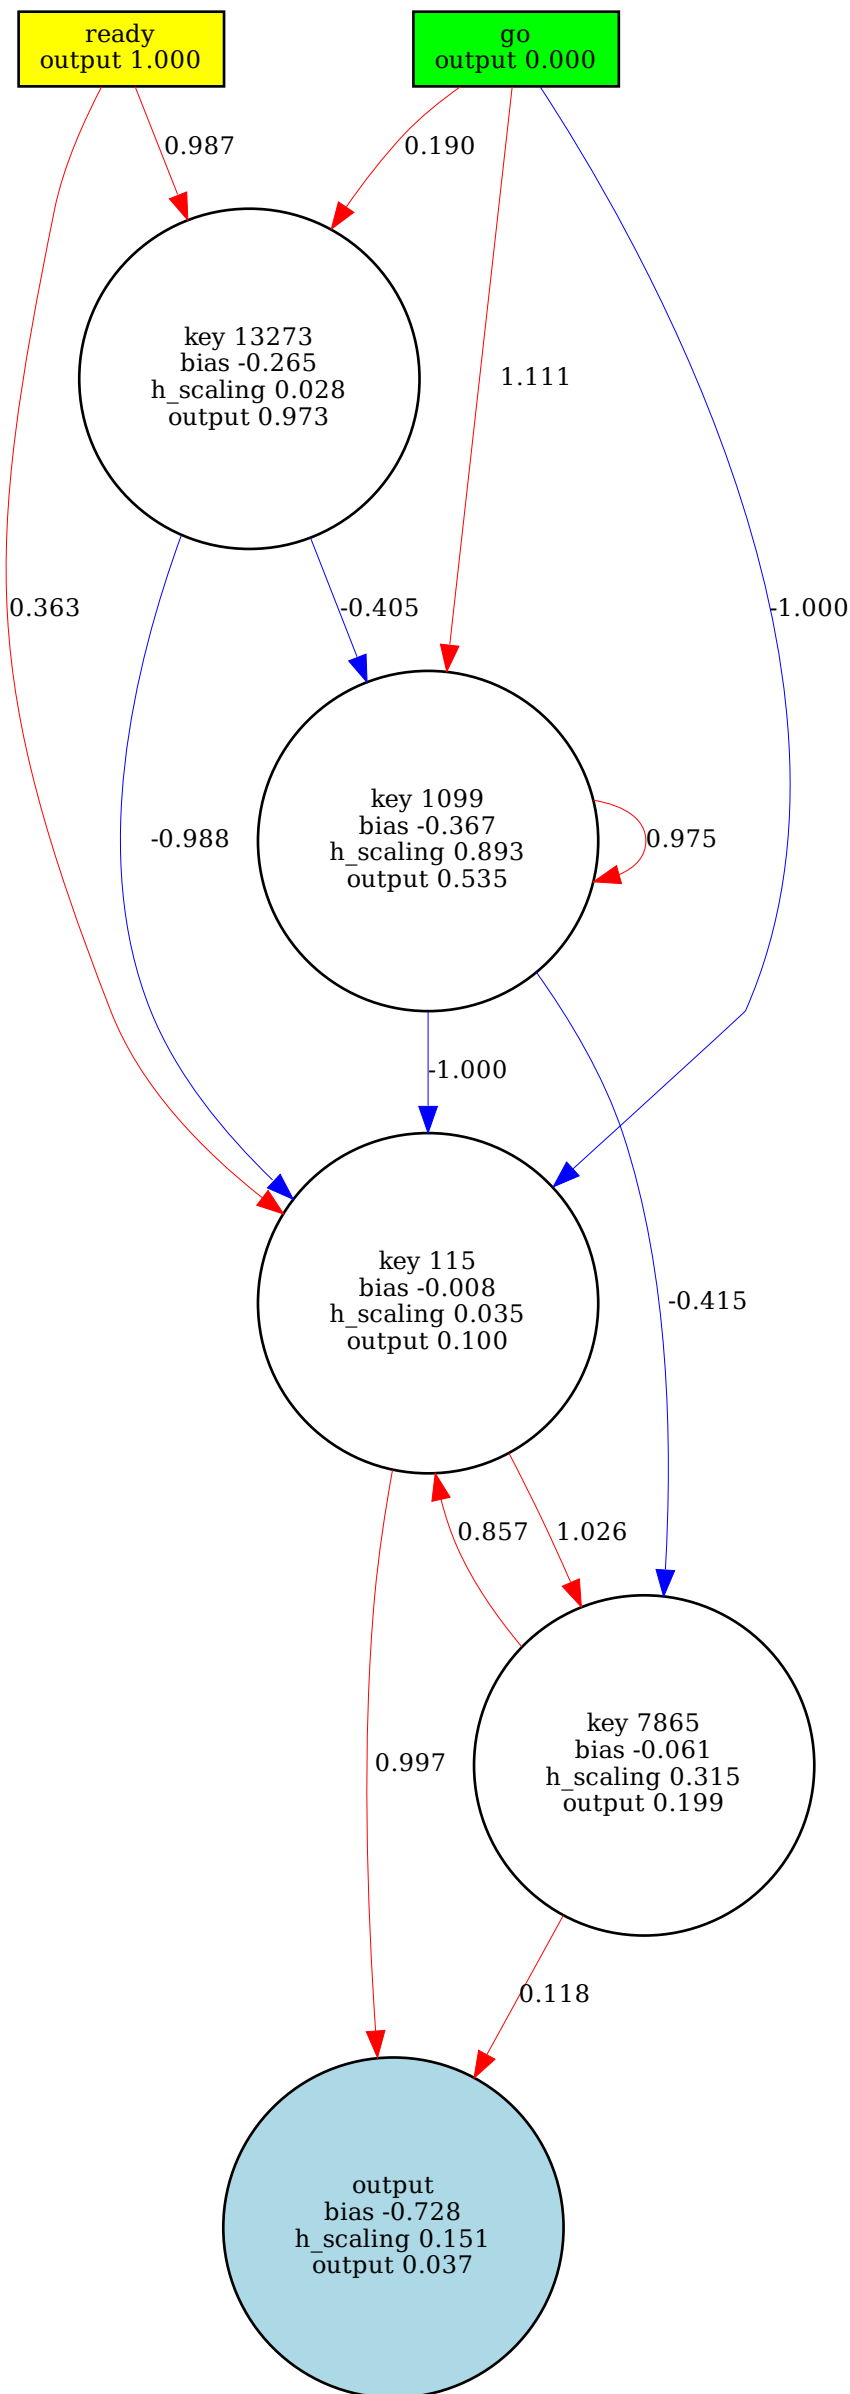 ready
output 1.000
go
output 0.000
0.987
0.190
key 13273
bias -0.265
h_scaling 0.028
output 0.973
1.111
0.363
-0.405
-1.000
key 1099
bias -0.367
h_scaling 0.893
output 0.535
-0.988
0.975
-1.000
key 115
bias -0.008
h_scaling 0.035
output 0.100
-0.415
0.857
1.026
key 7865
bias -0.061
h_scaling 0.315
output 0.199
0.997
0.118
output
bias -0.728
h_scaling 0.151
output 0.037